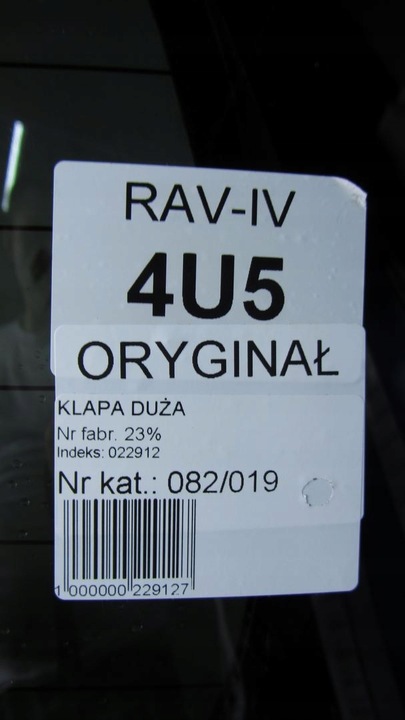 RAV-IV
4U5
ORYGINAŁ
KLAPA DUŻA
Nr fabr. 23%
Indeks: 022912
Nr kat.: 082/019
1 000000 229127